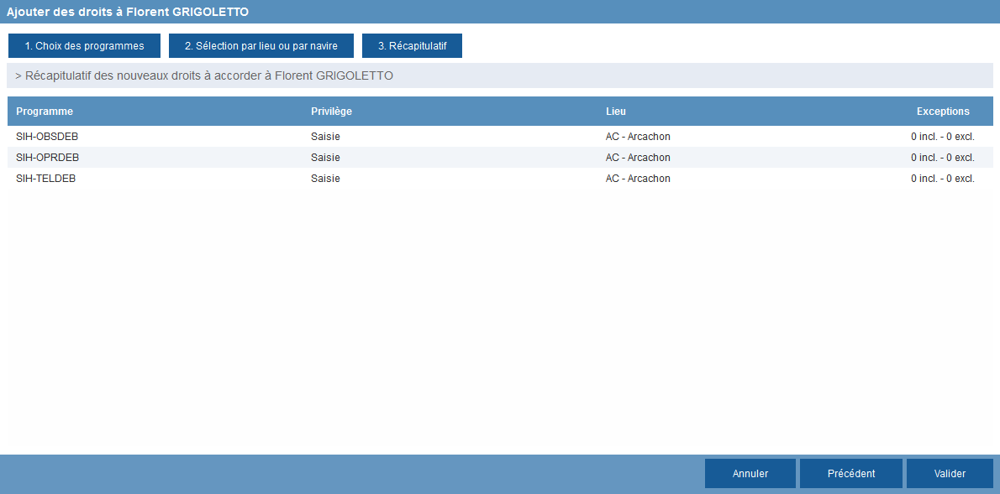 Ajouter des droits à Florent GRIGOLETTO
1. Choix des programmes 2. Sélection par lieu ou par navire 3. Récapitulatif
> Récapitulatif des nouveaux droits à accorder à Florent GRIGOLETTO
Programme Privilège Lieu Exceptions
SIH-OBSDEB Saisie AC - Arcachon 0 incl. - 0 excl.
SIH-OPRDEB Saisie AC - Arcachon 0 incl. - 0 excl.
SIH-TELDEB Saisie AC - Arcachon 0 incl. - 0 excl.
Annuler Précédent Valider